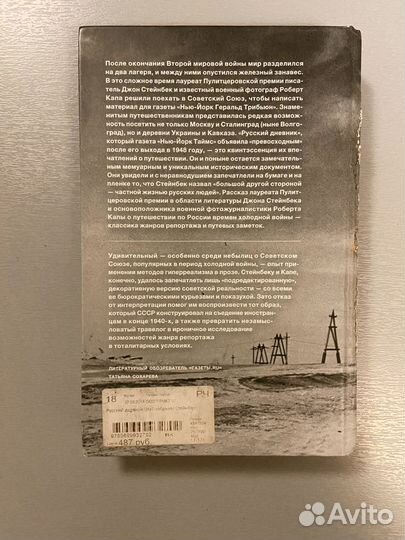 После окончания Второй мировой войны мир разделился
на два лагеря, и между ними опустился железный занавес.
В это сложное время лауреат Пулитцеровской премии писа-
тель Джон Стейнбек и известный военный фотограф Роберт
Капа решили поехать в Советский Союз, чтобы написать
материал для газеты «Нью-Йорк Геральд Трибьюн». Знаме-
нитым путешественникам представилась редкая возмож-
ность посетить не только Москву и Сталинград (ныне Волго-
град), но и деревни Украины и Кавказа. «Русский дневник»,
который газета «Нью-Йорк Таймс» объявила «превосходным»
после его выхода в 1948 году, — это квинтэссенция их впечат-
лений о путешествии. Он и поныне остается замечатель-
ным мемуарным и уникальным историческим документом.
Они увидели и с неравнодушием запечатлели на бумаге и на
пленке то, что Стейнбек назвал «большой другой стороной
— частной жизнью русских людей». Рассказ лауреата Пулит-
церовской премии в области литературы Джона Стейнбека
и основоположника военной фотожурналистики Роберта
Капы о путешествии по России времен холодной войны —
классика жанров репортажа и путевых заметок.
Удивительный — особенно среди небылиц о Советском
Союзе, популярных в период холодной войны, — опыт при-
менения методов гиперреализма в прозе. Стейнбеку и Капе,
конечно, удалось запечатлеть лишь «подредактированную»,
декоративную версию советской реальности — со всеми
ее бюрократическими курьезами и показухой. Зато отказ
от интерпретации помог им воспроизвести тот образ,
который СССР конструировал на съедение иностран-
цам в конце 1940-х, а также превратить незамыс-
ловатый травелог в ироничное исследование
возможностей жанра репортажа
в тоталитарных условиях.
ЛИТЕРАТУРНЫЙ ОБОЗРЕВАТЕЛЬ «ГАЗЕТЫ.RU»
ТАТЬЯНА СОХАРЕВА
18
РЧ
487 руб.
Avito